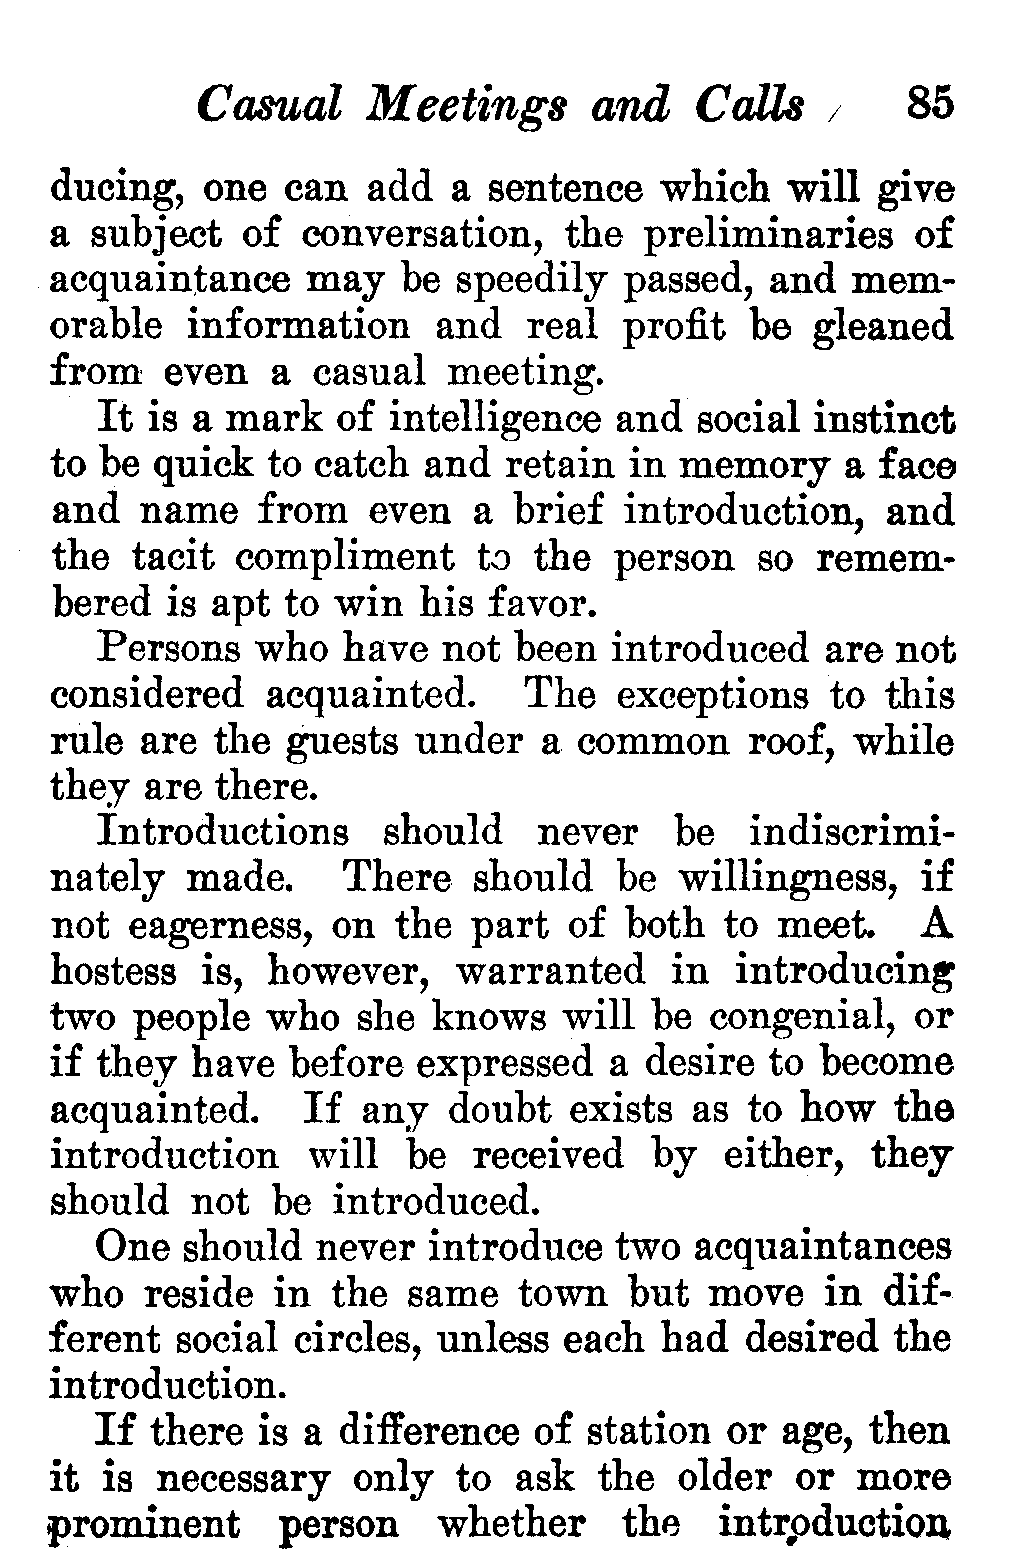 Casual Meetings and Calls 85
ducing, one can add a sentence which will give
a subject of conversation, the preliminaries of
acquaintance may be speedily passed, and mem-
orable information and real profit be gleaned
from even a casual meeting.
It is a mark of intelligence and social instinct
to be quick to catch and retain in memory a face
and name from even a brief introduction, and
the tacit compliment to the person so remem-
bered is apt to win his favor.
Persons who have not been introduced are not
considered acquainted. The exceptions to this
rule are the guests under a common roof, while
they are there.
Introductions should never be indiscrimi-
nately made. There should be willingness, if
not eagerness, on the part of both to meet. A
hostess is, however, warranted in introducing
two people who she knows will be congenial, or
if they have before expressed a desire to become
acquainted. If any doubt exists as to how the
introduction will be received by either, they
should not be introduced.
One should never introduce two acquaintances
who reside in the same town but move in dif-
ferent social circles, unless each had desired the
introduction.
If there is a difference of station or age, then
it is necessary only to ask the older or more
prominent person whether the introduction